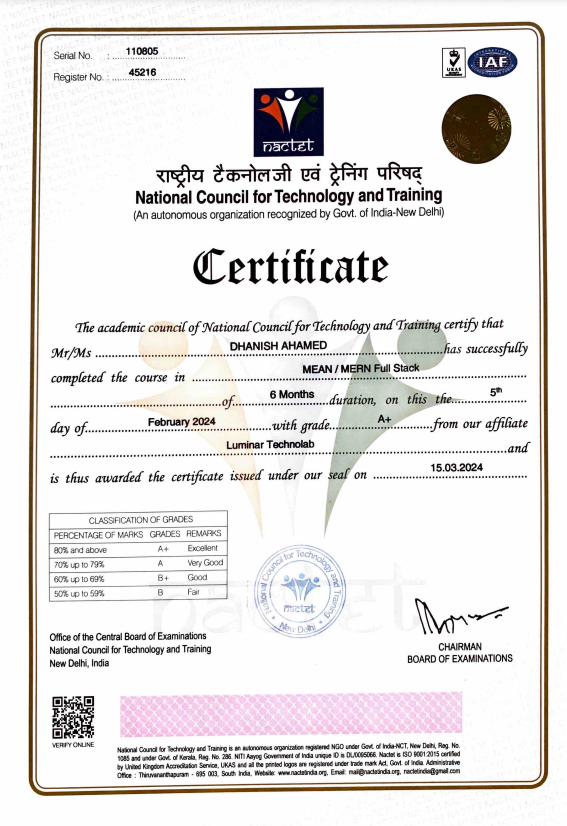 Serial No. : 110805
Register No. : 45216
UKAS
INTERNATIONAL
IAF
nactet
राष्ट्रीय टैकनोलजी एवं ट्रेनिंग परिषद्
National Council for Technology and Training
(An autonomous organization recognized by Govt. of India-New Delhi)
Certificate
The academic council of National Council for Technology and Training certify that
Mr/Ms DHANISH AHAMED has successfully
completed the course in MEAN / MERN Full Stack
of 6 Months duration, on this the 5th
day of February 2024 with grade A+ from our affiliate
Luminar Technolab and
is thus awarded the certificate issued under our seal on 15.03.2024
CLASSIFICATION OF GRADES
PERCENTAGE OF MARKS GRADES REMARKS
80% and above A+ Excellent
70% up to 79% A Very Good
60% up to 69% B+ Good
50% up to 59% B Fair
National Council for Technology and Training
nactet
New Delhi
nactet
Office of the Central Board of Examinations
National Council for Technology and Training
New Delhi, India
CHAIRMAN
BOARD OF EXAMINATIONS
VERIFY ONLINE
National Council for Technology and Training is an autonomous organization registered NGO under Govt. of India-NCT, New Delhi, Reg. No.
1085 and under Govt. of Kerala, Reg. No. 286. NITI Aayog Government of India unique ID is DL/0095066. Nactet is ISO 9001:2015 certified
by United Kingdom Accreditation Service, UKAS and all the printed logos are registered under trade mark Act, Govt. of India. Administrative
Office : Thiruvananthapuram - 695 003, South India, Website: www.nactetindia.org, Email: mail@nactetindia.org, nactetindia@gmail.com